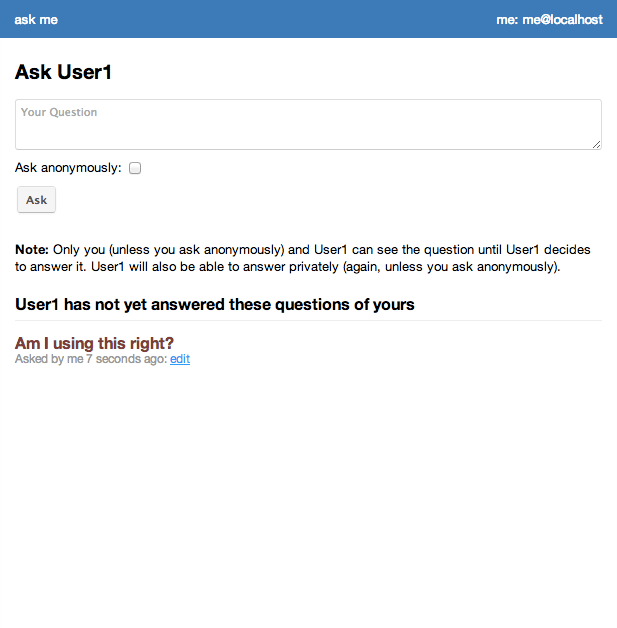 ask me
me: me@localhost
Ask User1
Your Question
Ask anonymously:
Ask
Note: Only you (unless you ask anonymously) and User1 can see the question until User1 decides
to answer it. User1 will also be able to answer privately (again, unless you ask anonymously).
User1 has not yet answered these questions of yours
Am I using this right?
Asked by me 7 seconds ago: edit